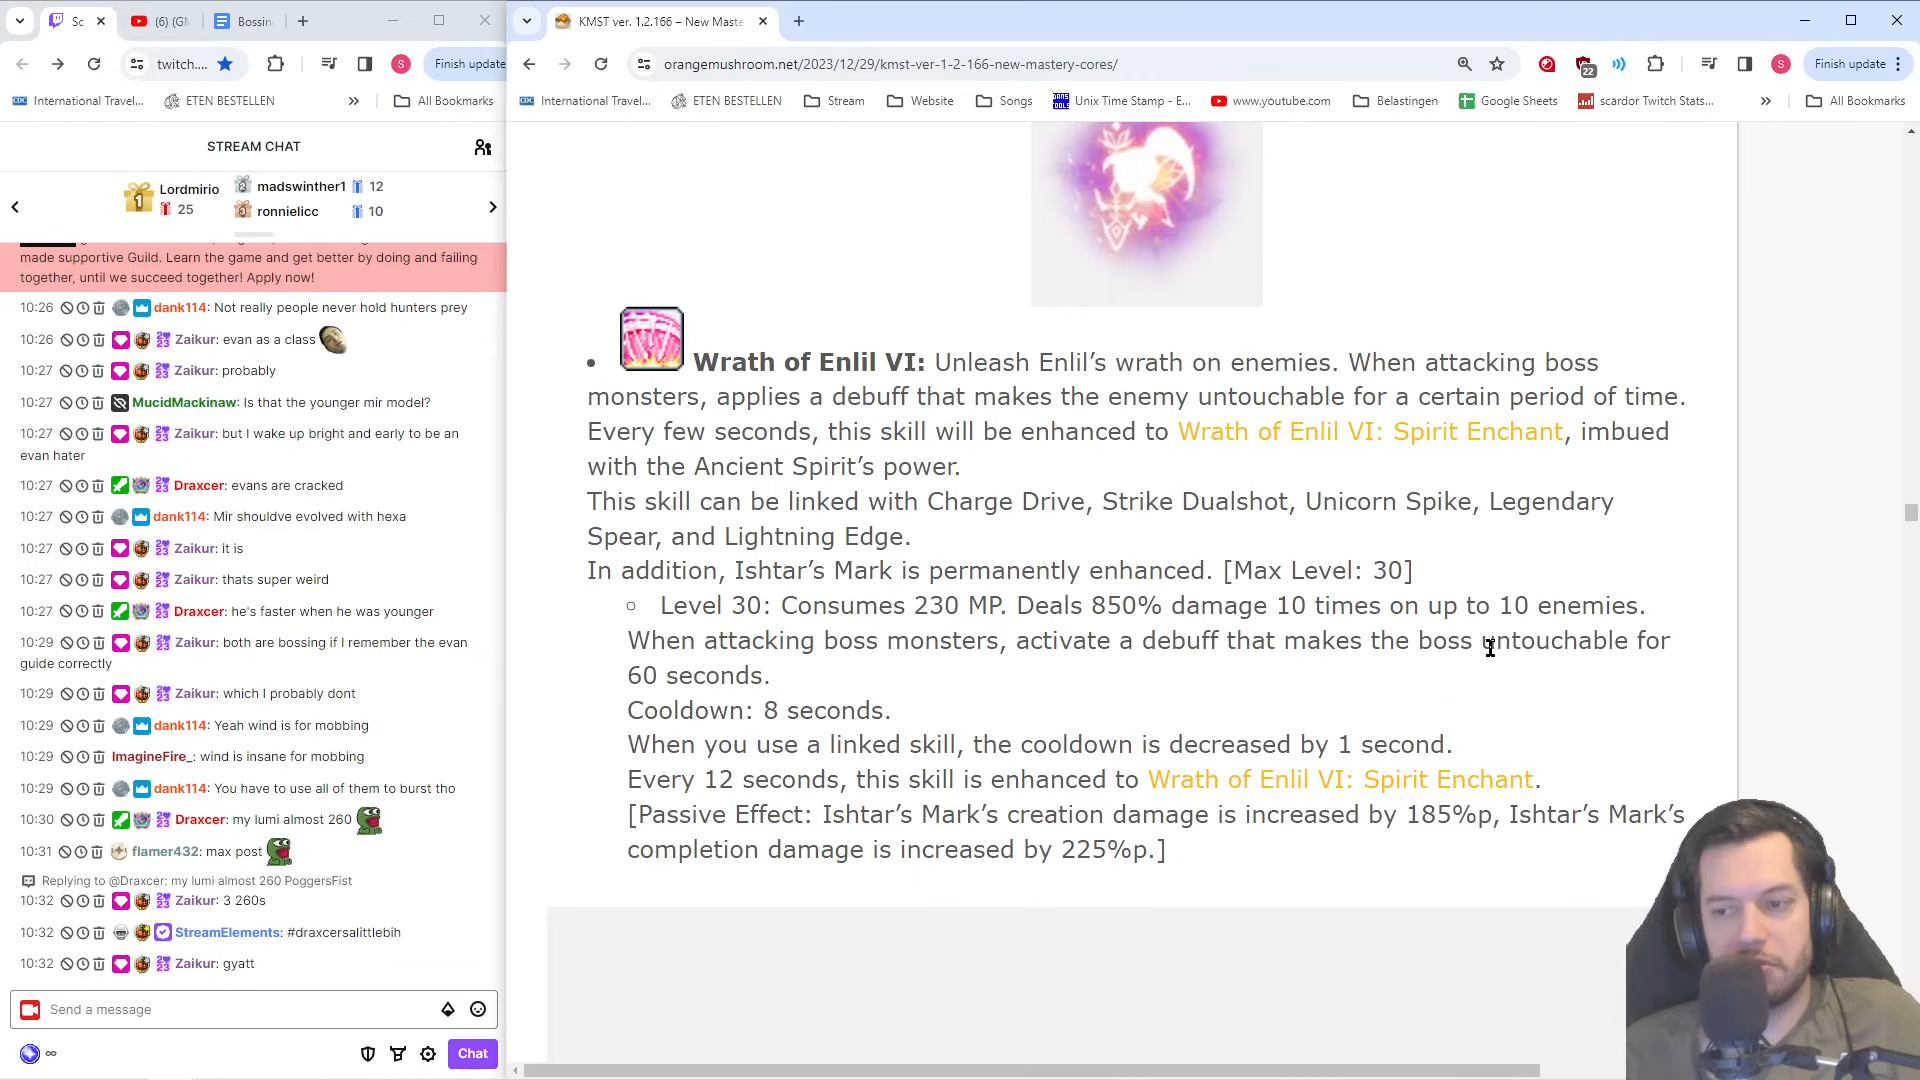 Sc
(6) (GM
Bossin
KMST ver. 1.2.166 – New Maste
twitch....
S
Finish update
orangemushroom.net/2023/12/29/kmst-ver-1-2-166-new-mastery-cores/
22
S
Finish update
International Travel...
ETEN BESTELLEN
»
All Bookmarks
International Travel...
ETEN BESTELLEN
Stream
Website
Songs
Unix Time Stamp - E...
www.youtube.com
Belastingen
Google Sheets
scardor Twitch Stats...
»
All Bookmarks
STREAM CHAT
1 Lordmirio 25
2 madswinther1 12
3 ronnielicc 10
made supportive Guild. Learn the game and get better by doing and failing
together, until we succeed together! Apply now!
10:26 dank114: Not really people never hold hunters prey
10:26 Zaikur: evan as a class
10:27 Zaikur: probably
10:27 MucidMackinaw: Is that the younger mir model?
10:27 Zaikur: but I wake up bright and early to be an
evan hater
10:27 Draxcer: evans are cracked
10:27 dank114: Mir shouldve evolved with hexa
10:27 Zaikur: it is
10:27 Zaikur: thats super weird
10:27 Draxcer: he's faster when he was younger
10:29 Zaikur: both are bossing if I remember the evan
guide correctly
10:29 Zaikur: which I probably dont
10:29 dank114: Yeah wind is for mobbing
10:29 ImagineFire_: wind is insane for mobbing
10:29 dank114: You have to use all of them to burst tho
10:30 Draxcer: my lumi almost 260
10:31 flamer432: max post
Replying to @Draxcer: my lumi almost 260 PoggersFist
10:32 Zaikur: 3 260s
10:32 StreamElements: #draxcersalittlebih
10:32 Zaikur: gyatt
Send a message
∞
Chat
• Wrath of Enlil VI: Unleash Enlil’s wrath on enemies. When attacking boss
monsters, applies a debuff that makes the enemy untouchable for a certain period of time.
Every few seconds, this skill will be enhanced to Wrath of Enlil VI: Spirit Enchant, imbued
with the Ancient Spirit’s power.
This skill can be linked with Charge Drive, Strike Dualshot, Unicorn Spike, Legendary
Spear, and Lightning Edge.
In addition, Ishtar’s Mark is permanently enhanced. [Max Level: 30]
Level 30: Consumes 230 MP. Deals 850% damage 10 times on up to 10 enemies.
When attacking boss monsters, activate a debuff that makes the boss untouchable for
60 seconds.
Cooldown: 8 seconds.
When you use a linked skill, the cooldown is decreased by 1 second.
Every 12 seconds, this skill is enhanced to Wrath of Enlil VI: Spirit Enchant.
[Passive Effect: Ishtar’s Mark’s creation damage is increased by 185%p, Ishtar’s Mark’s
completion damage is increased by 225%p.]